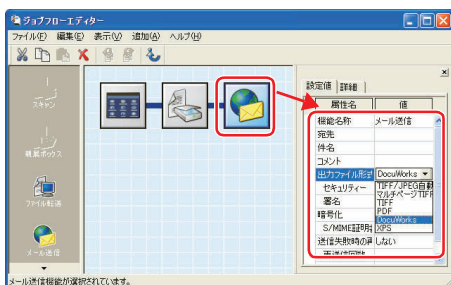 ジョブフローエディター
ファイル(F) 編集(E) 表示(V) 追加(A) ヘルプ(H)
スキャン
親展ボックス
ファイル転送
メール送信
設定値 詳細
属性名 値
機能名称 メール送信
宛先
件名
コメント
出力ファイル形式 DocuWorks
TIFF/JPEG自動
セキュリティー マルチページTIFF
署名 TIFF
暗号化 PDF
DocuWorks
S/MIME証明 XPS
送信失敗時の再 しない
再送信回数
メール送信機能が選択されています。